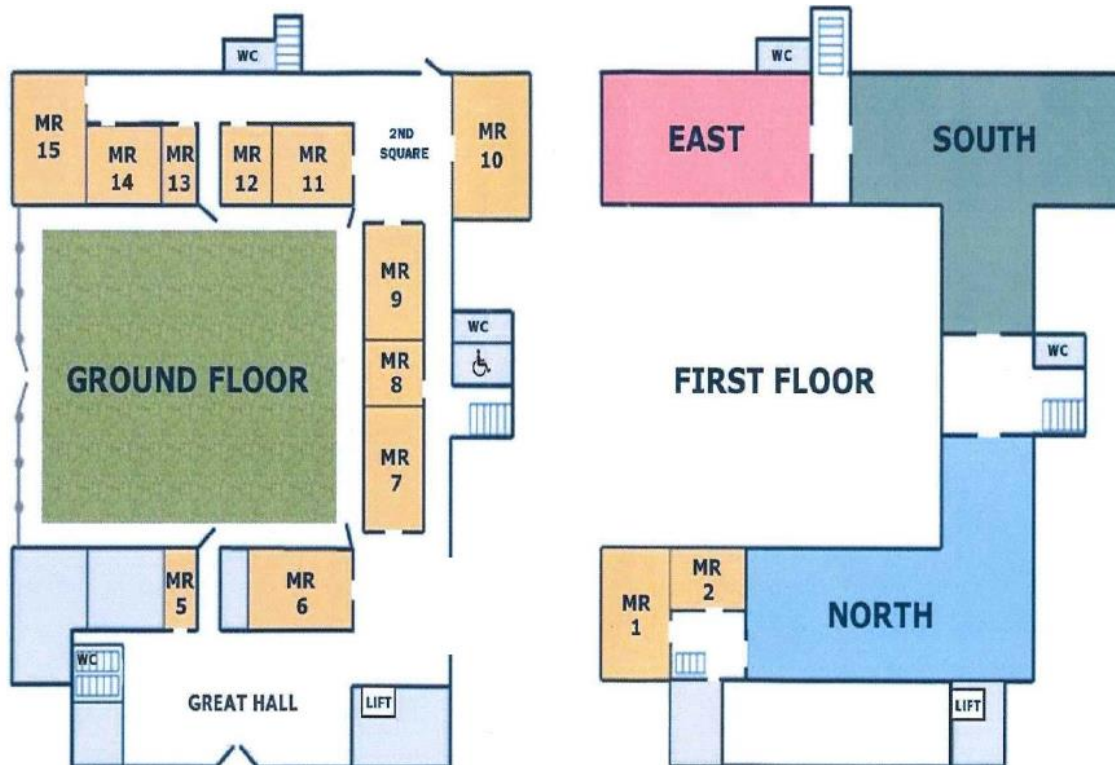 WC
MR
15
MR
14
MR
13
MR
12
MR
11
2ND
SQUARE
MR
10
MR
9
WC
MR
8
MR
7
GROUND FLOOR
MR
5
MR
6
WC
GREAT HALL
LIFT
WC
EAST
SOUTH
FIRST FLOOR
WC
MR
1
MR
2
NORTH
LIFT